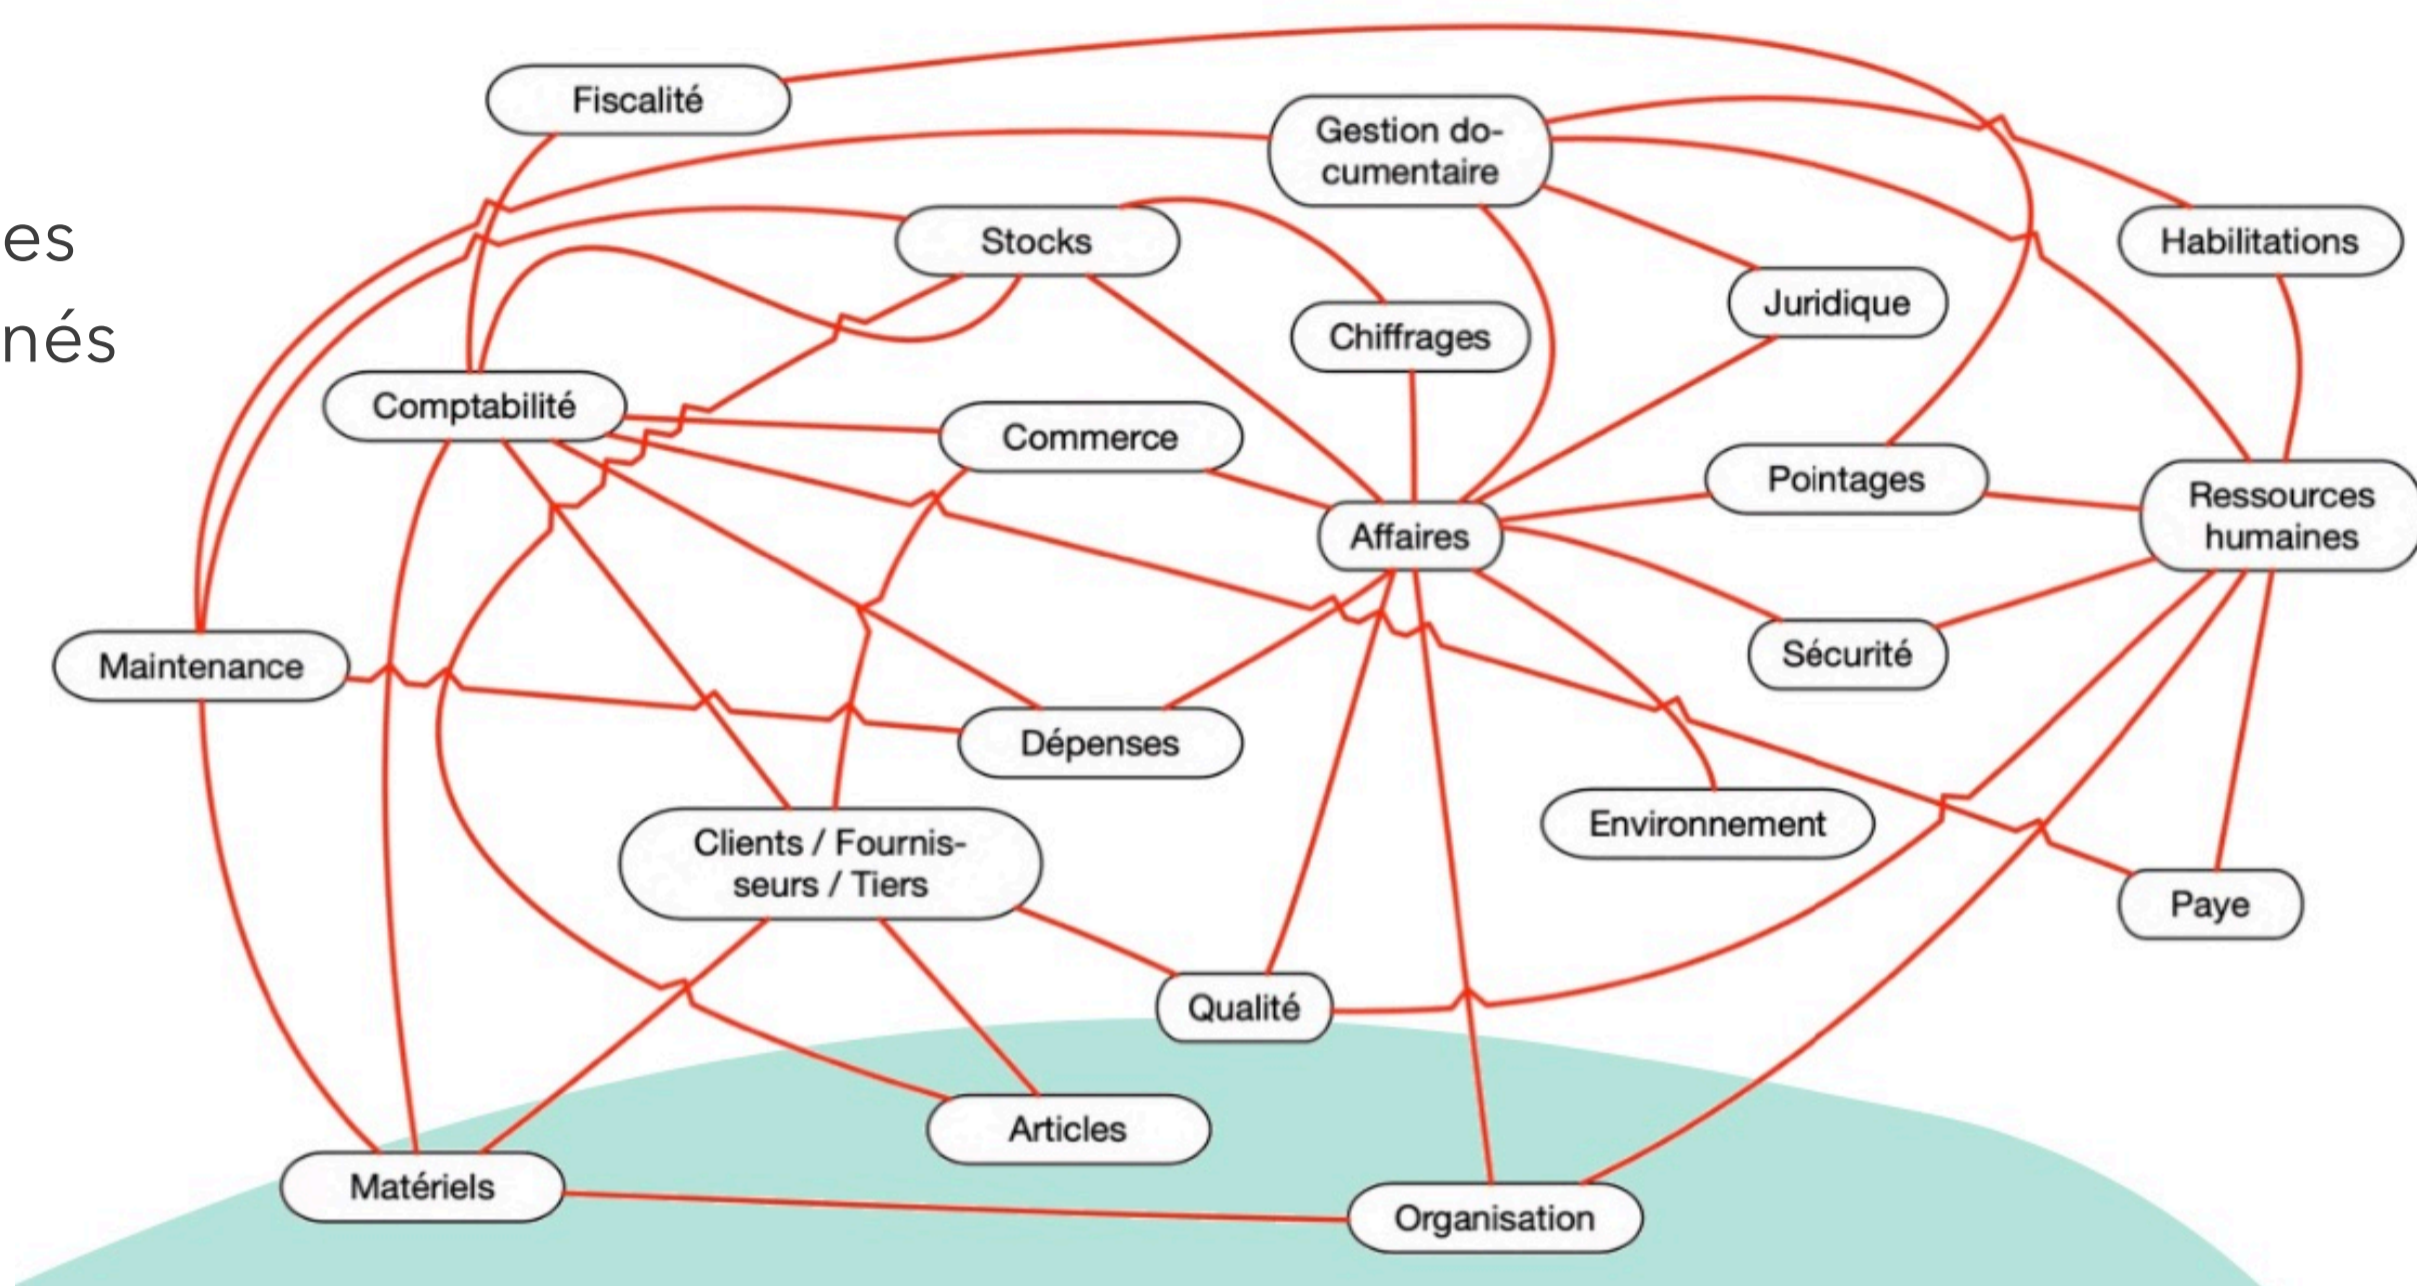 es
nés
Fiscalité
Gestion do-
cumentaire
Stocks
Habilitations
Juridique
Chiffrages
Comptabilité
Commerce
Pointages
Ressources
humaines
Affaires
Maintenance
Sécurité
Dépenses
Environnement
Clients / Fournis-
seurs / Tiers
Paye
Qualité
Articles
Matériels
Organisation